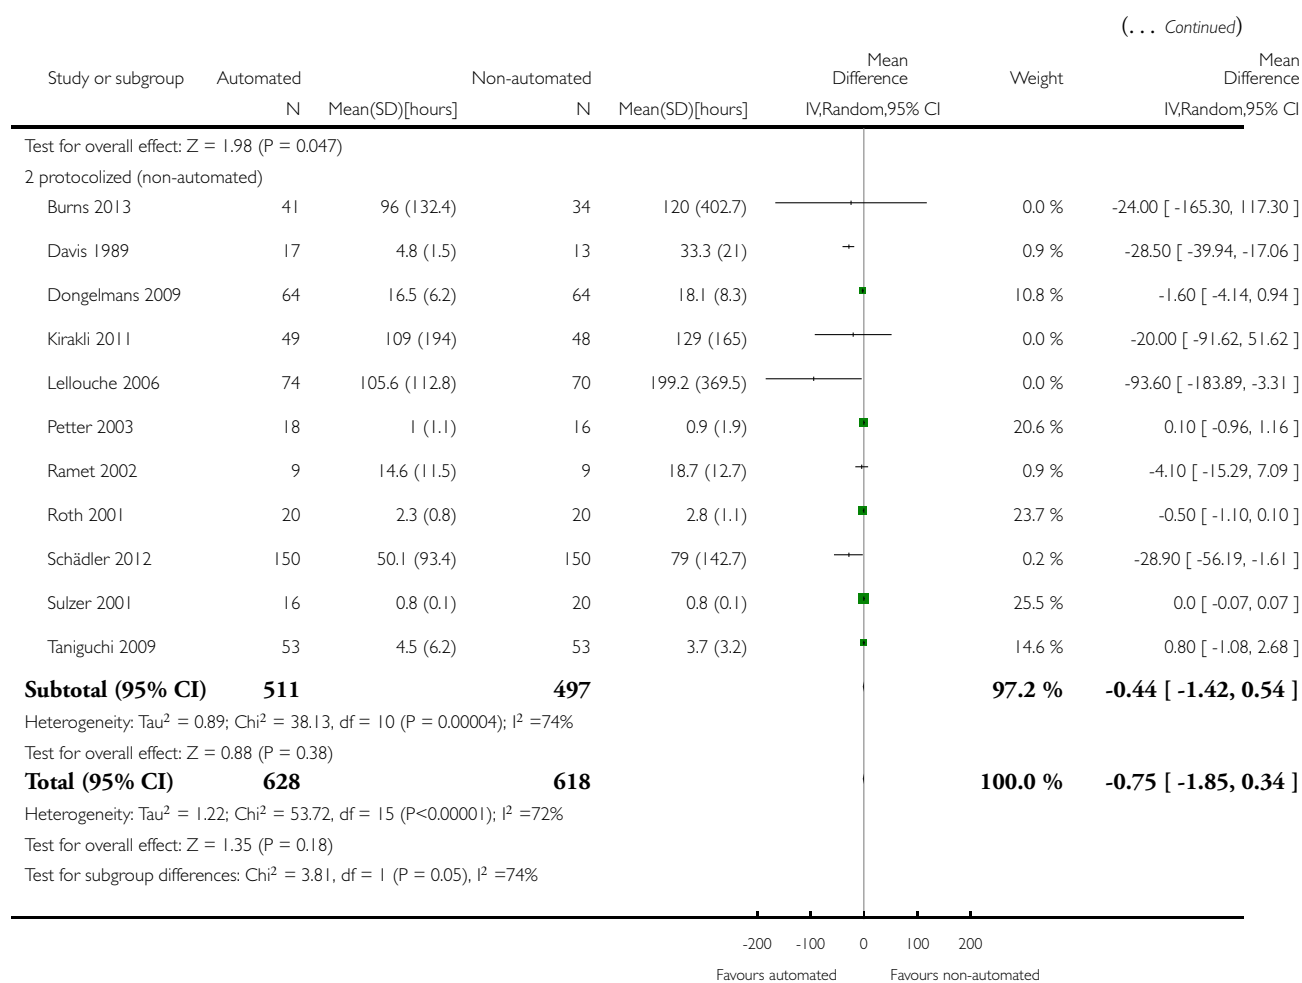 (... Continued)
Study or subgroup Automated Non-automated Mean Difference Weight Mean Difference
N Mean(SD)[hours] N Mean(SD)[hours] IV,Random,95% CI IV,Random,95% CI
Test for overall effect: Z = 1.98 (P = 0.047)
2 protocolized (non-automated)
Burns 2013 41 96 (132.4) 34 120 (402.7) 0.0 % -24.00 [ -165.30, 117.30 ]
Davis 1989 17 4.8 (1.5) 13 33.3 (21) 0.9 % -28.50 [ -39.94, -17.06 ]
Dongelmans 2009 64 16.5 (6.2) 64 18.1 (8.3) 10.8 % -1.60 [ -4.14, 0.94 ]
Kirakli 2011 49 109 (194) 48 129 (165) 0.0 % -20.00 [ -91.62, 51.62 ]
Lellouche 2006 74 105.6 (112.8) 70 199.2 (369.5) 0.0 % -93.60 [ -183.89, -3.31 ]
Petter 2003 18 1 (1.1) 16 0.9 (1.9) 20.6 % 0.10 [ -0.96, 1.16 ]
Ramet 2002 9 14.6 (11.5) 9 18.7 (12.7) 0.9 % -4.10 [ -15.29, 7.09 ]
Roth 2001 20 2.3 (0.8) 20 2.8 (1.1) 23.7 % -0.50 [ -1.10, 0.10 ]
Schädler 2012 150 50.1 (93.4) 150 79 (142.7) 0.2 % -28.90 [ -56.19, -1.61 ]
Sulzer 2001 16 0.8 (0.1) 20 0.8 (0.1) 25.5 % 0.0 [ -0.07, 0.07 ]
Taniguchi 2009 53 4.5 (6.2) 53 3.7 (3.2) 14.6 % 0.80 [ -1.08, 2.68 ]
Subtotal (95% CI) 511 497 97.2 % -0.44 [ -1.42, 0.54 ]
Heterogeneity: Tau² = 0.89; Chi² = 38.13, df = 10 (P = 0.00004); I² =74%
Test for overall effect: Z = 0.88 (P = 0.38)
Total (95% CI) 628 618 100.0 % -0.75 [ -1.85, 0.34 ]
Heterogeneity: Tau² = 1.22; Chi² = 53.72, df = 15 (P<0.00001); I² =72%
Test for overall effect: Z = 1.35 (P = 0.18)
Test for subgroup differences: Chi² = 3.81, df = 1 (P = 0.05), I² =74%
-200 -100 0 100 200
Favours automated Favours non-automated